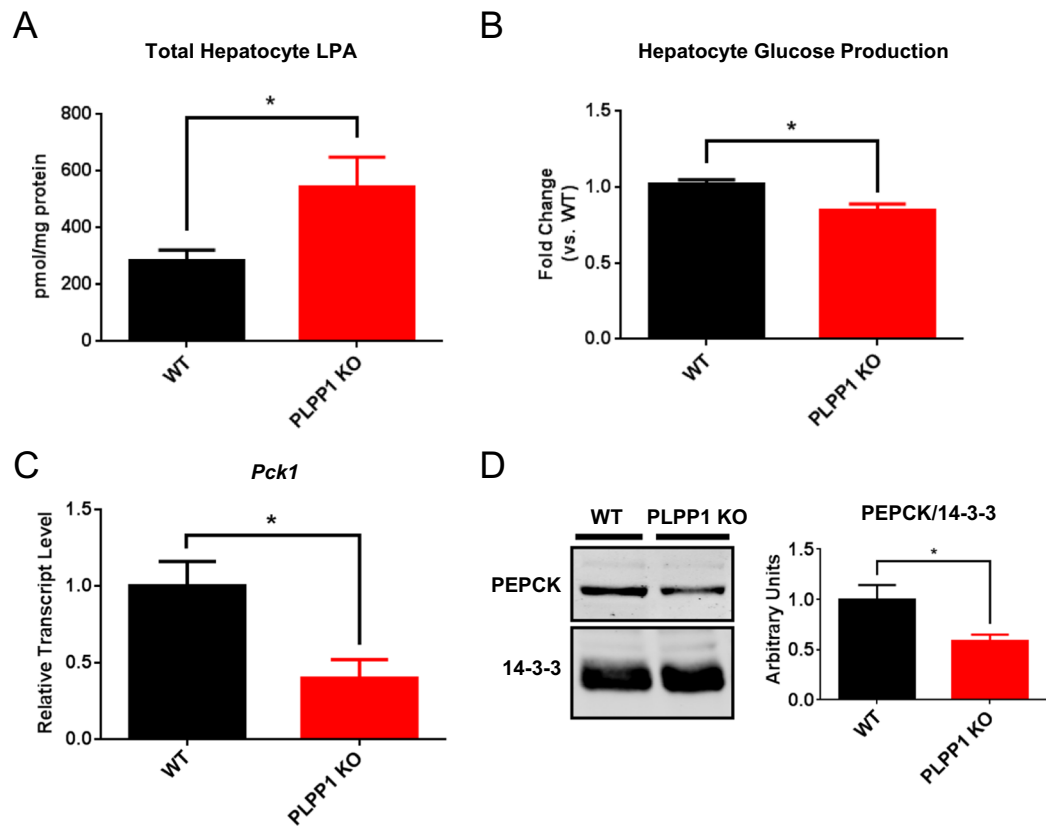 A
Total Hepatocyte LPA
pmol/mg protein
800
600
400
200
0
*
WT
PLPP1 KO
B
Hepatocyte Glucose Production
Fold Change
(vs. WT)
1.5
1.0
0.5
0.0
*
WT
PLPP1 KO
C
Pck1
Relative Transcript Level
1.5
1.0
0.5
0.0
*
WT
PLPP1 KO
D
WT PLPP1 KO
PEPCK
14-3-3
PEPCK/14-3-3
Arbitrary Units
1.5
1.0
0.5
0.0
*
WT
PLPP1 KO